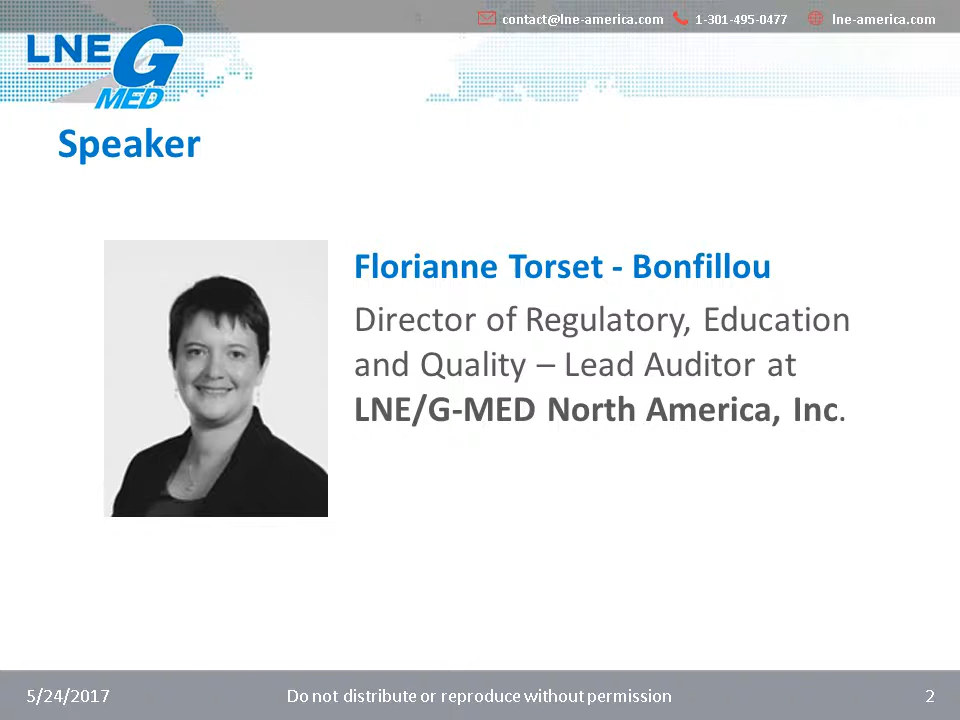 contact@lne-america.com 1-301-495-0477 lne-america.com
LNE G
MED
Speaker
Florianne Torset - Bonfillou
Director of Regulatory, Education
and Quality – Lead Auditor at
LNE/G-MED North America, Inc.
5/24/2017 Do not distribute or reproduce without permission 2